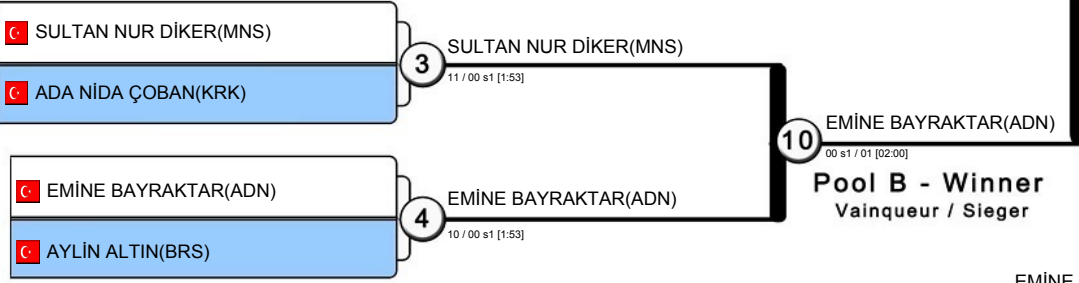 SULTAN NUR DİKER(MNS)
ADA NİDA ÇOBAN(KRK)
3
SULTAN NUR DİKER(MNS)
11 / 00 s1 [1:53]
EMİNE BAYRAKTAR(ADN)
AYLİN ALTIN(BRS)
4
EMİNE BAYRAKTAR(ADN)
10 / 00 s1 [1:53]
10
EMİNE BAYRAKTAR(ADN)
00 s1 / 01 [02:00]
Pool B - Winner
Vainqueur / Sieger
EMİNE